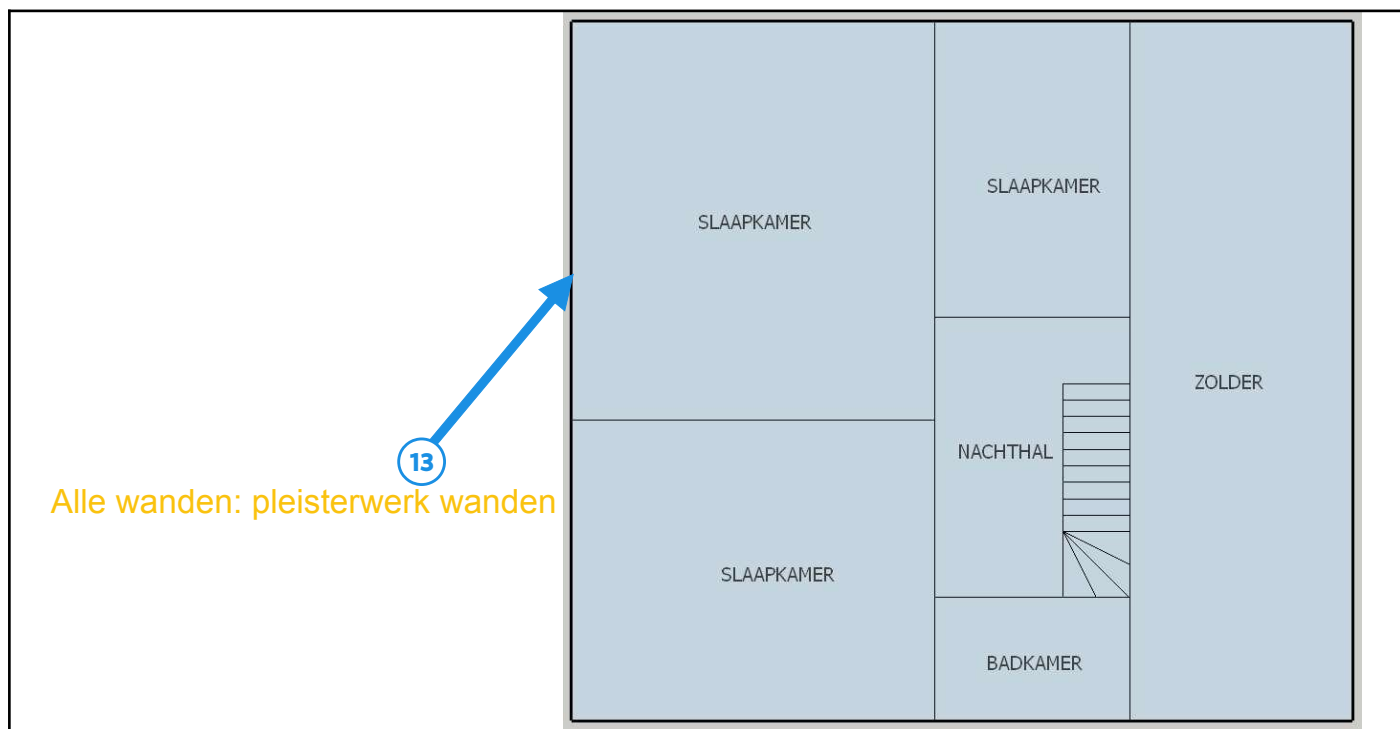 SLAAPKAMER
SLAAPKAMER
ZOLDER
NACHTHAL
13
Alle wanden: pleisterwerk wanden
SLAAPKAMER
BADKAMER